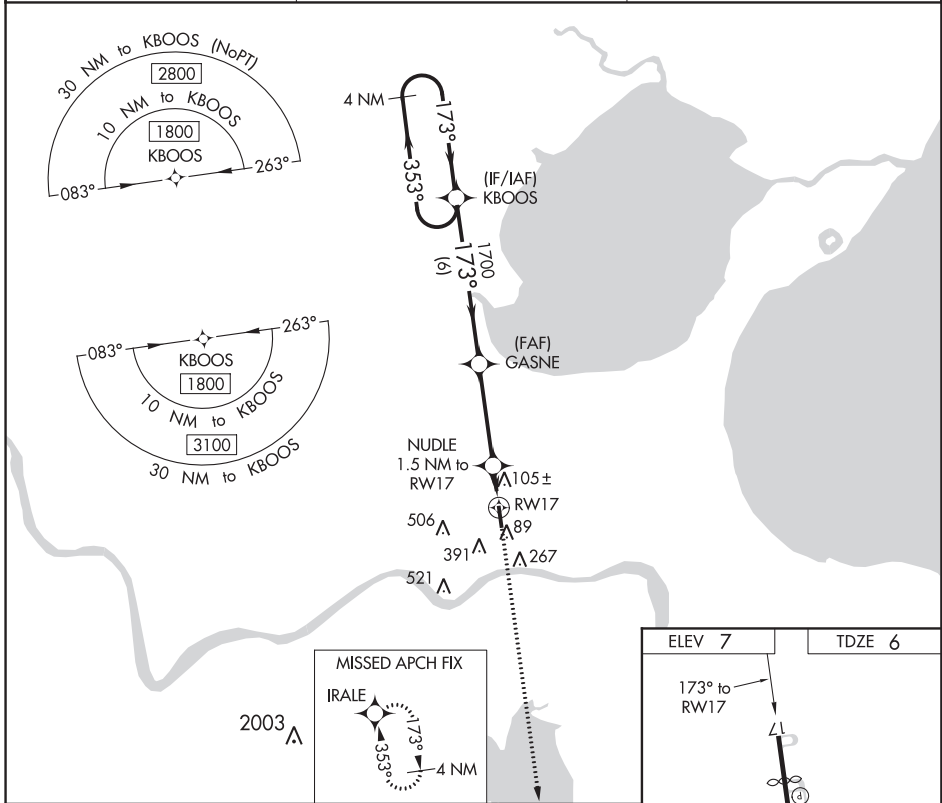 30 NM to KBOOS (NoPT)
2800
10 NM to KBOOS
1800
KBOOS
083°
263°
4 NM
173°
353°
(IF/IAF)
KBOOS
1700
173°
(6)
083°
263°
KBOOS
1800
10 NM to KBOOS
3100
30 NM to KBOOS
(FAF)
GASNE
NUDLE
1.5 NM to
RW17
105±
RW17
506
89
391
267
521
2003
MISSED APCH FIX
IRALE
173°
353°
4 NM
ELEV 7
TDZE 6
173° to
RW17
17
P